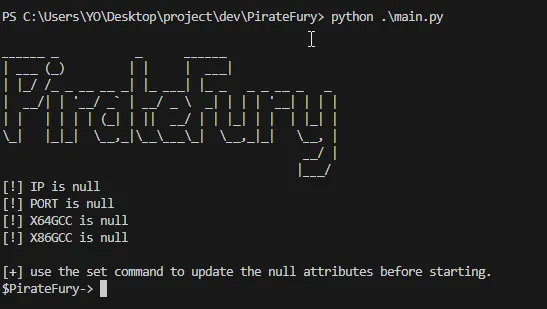 PS C:\Users\YO\Desktop\project\dev\PirateFury> python .\main.py
PirateFury
[!] IP is null
[!] PORT is null
[!] X64GCC is null
[!] X86GCC is null
[+] use the set command to update the null attributes before starting.
$PirateFury->